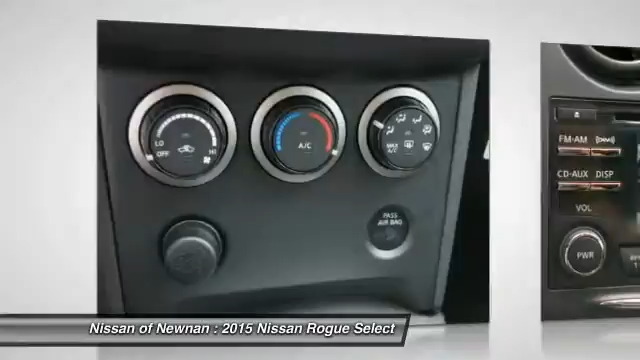 LO
HI
OFF
A/C
MAX
A/C
PASS
AIR BAG
FM·AM
CD·AUX
DISP
VOL
PWR
Nissan of Newnan : 2015 Nissan Rogue Select